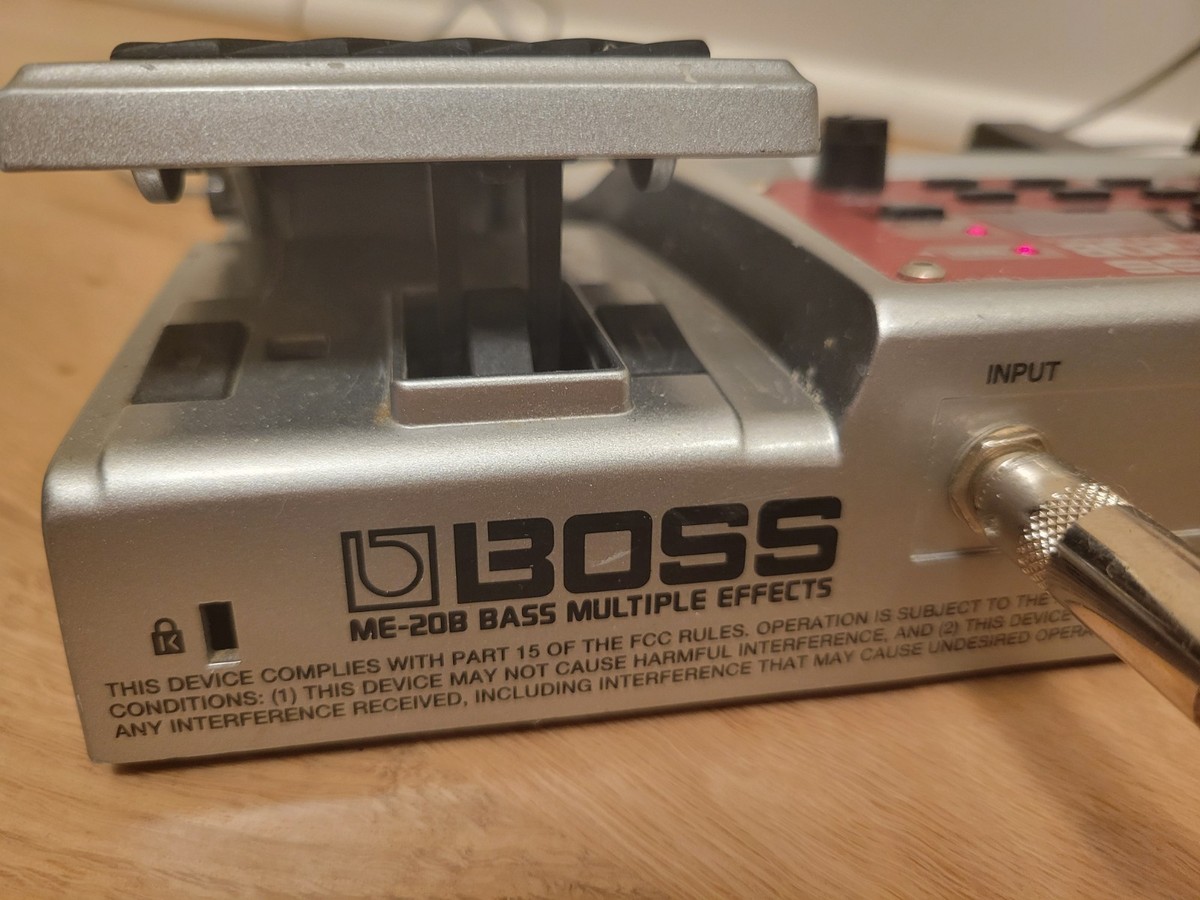 INPUT
BOSS
ME-20B BASS MULTIPLE EFFECTS
THIS DEVICE COMPLIES WITH PART 15 OF THE FCC RULES. OPERATION IS SUBJECT TO THE
CONDITIONS: (1) THIS DEVICE MAY NOT CAUSE HARMFUL INTERFERENCE, AND (2) THIS DEVICE
ANY INTERFERENCE RECEIVED, INCLUDING INTERFERENCE THAT MAY CAUSE UNDESIRED OPERA